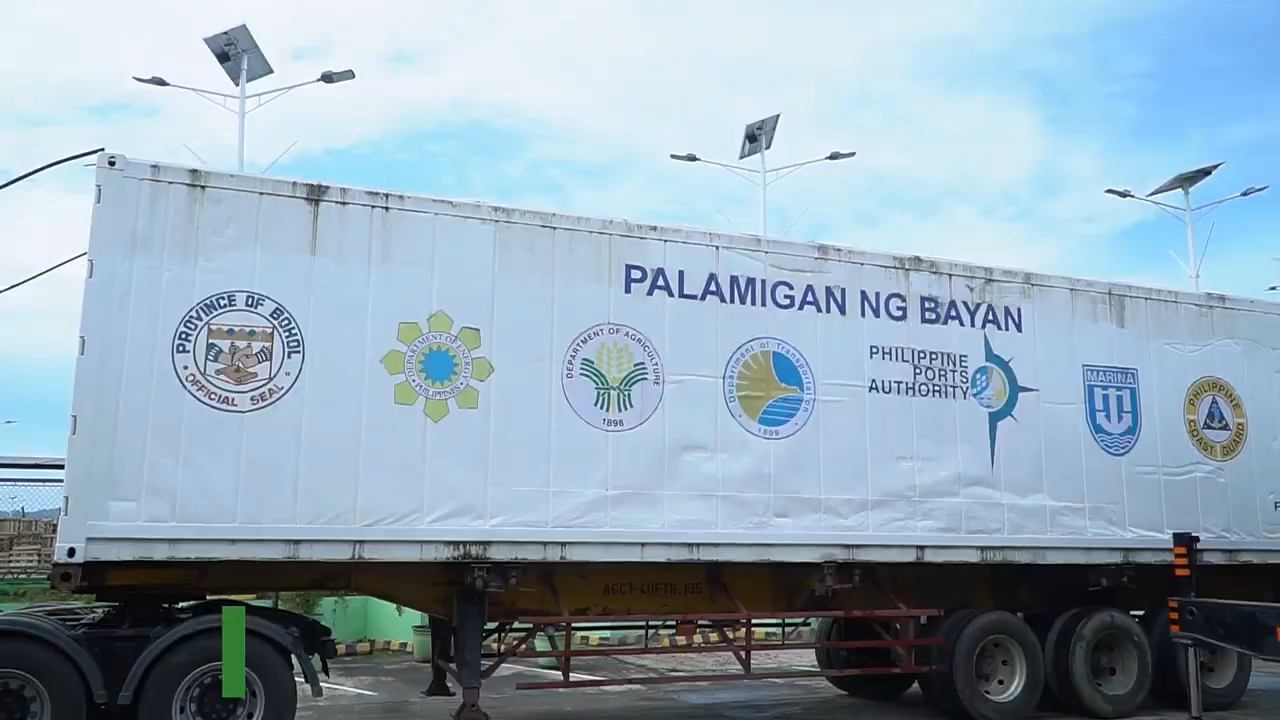 PALAMIGAN NG BAYAN
PROVINCE OF BOHOL
OFFICIAL SEAL
DEPARTMENT OF ENERGY
PHILIPPINES
DEPARTMENT OF AGRICULTURE
1898
Department of Transportation
1899
PHILIPPINE
PORTS
AUTHORITY
MARINA
PHILIPPINE
COAST GUARD